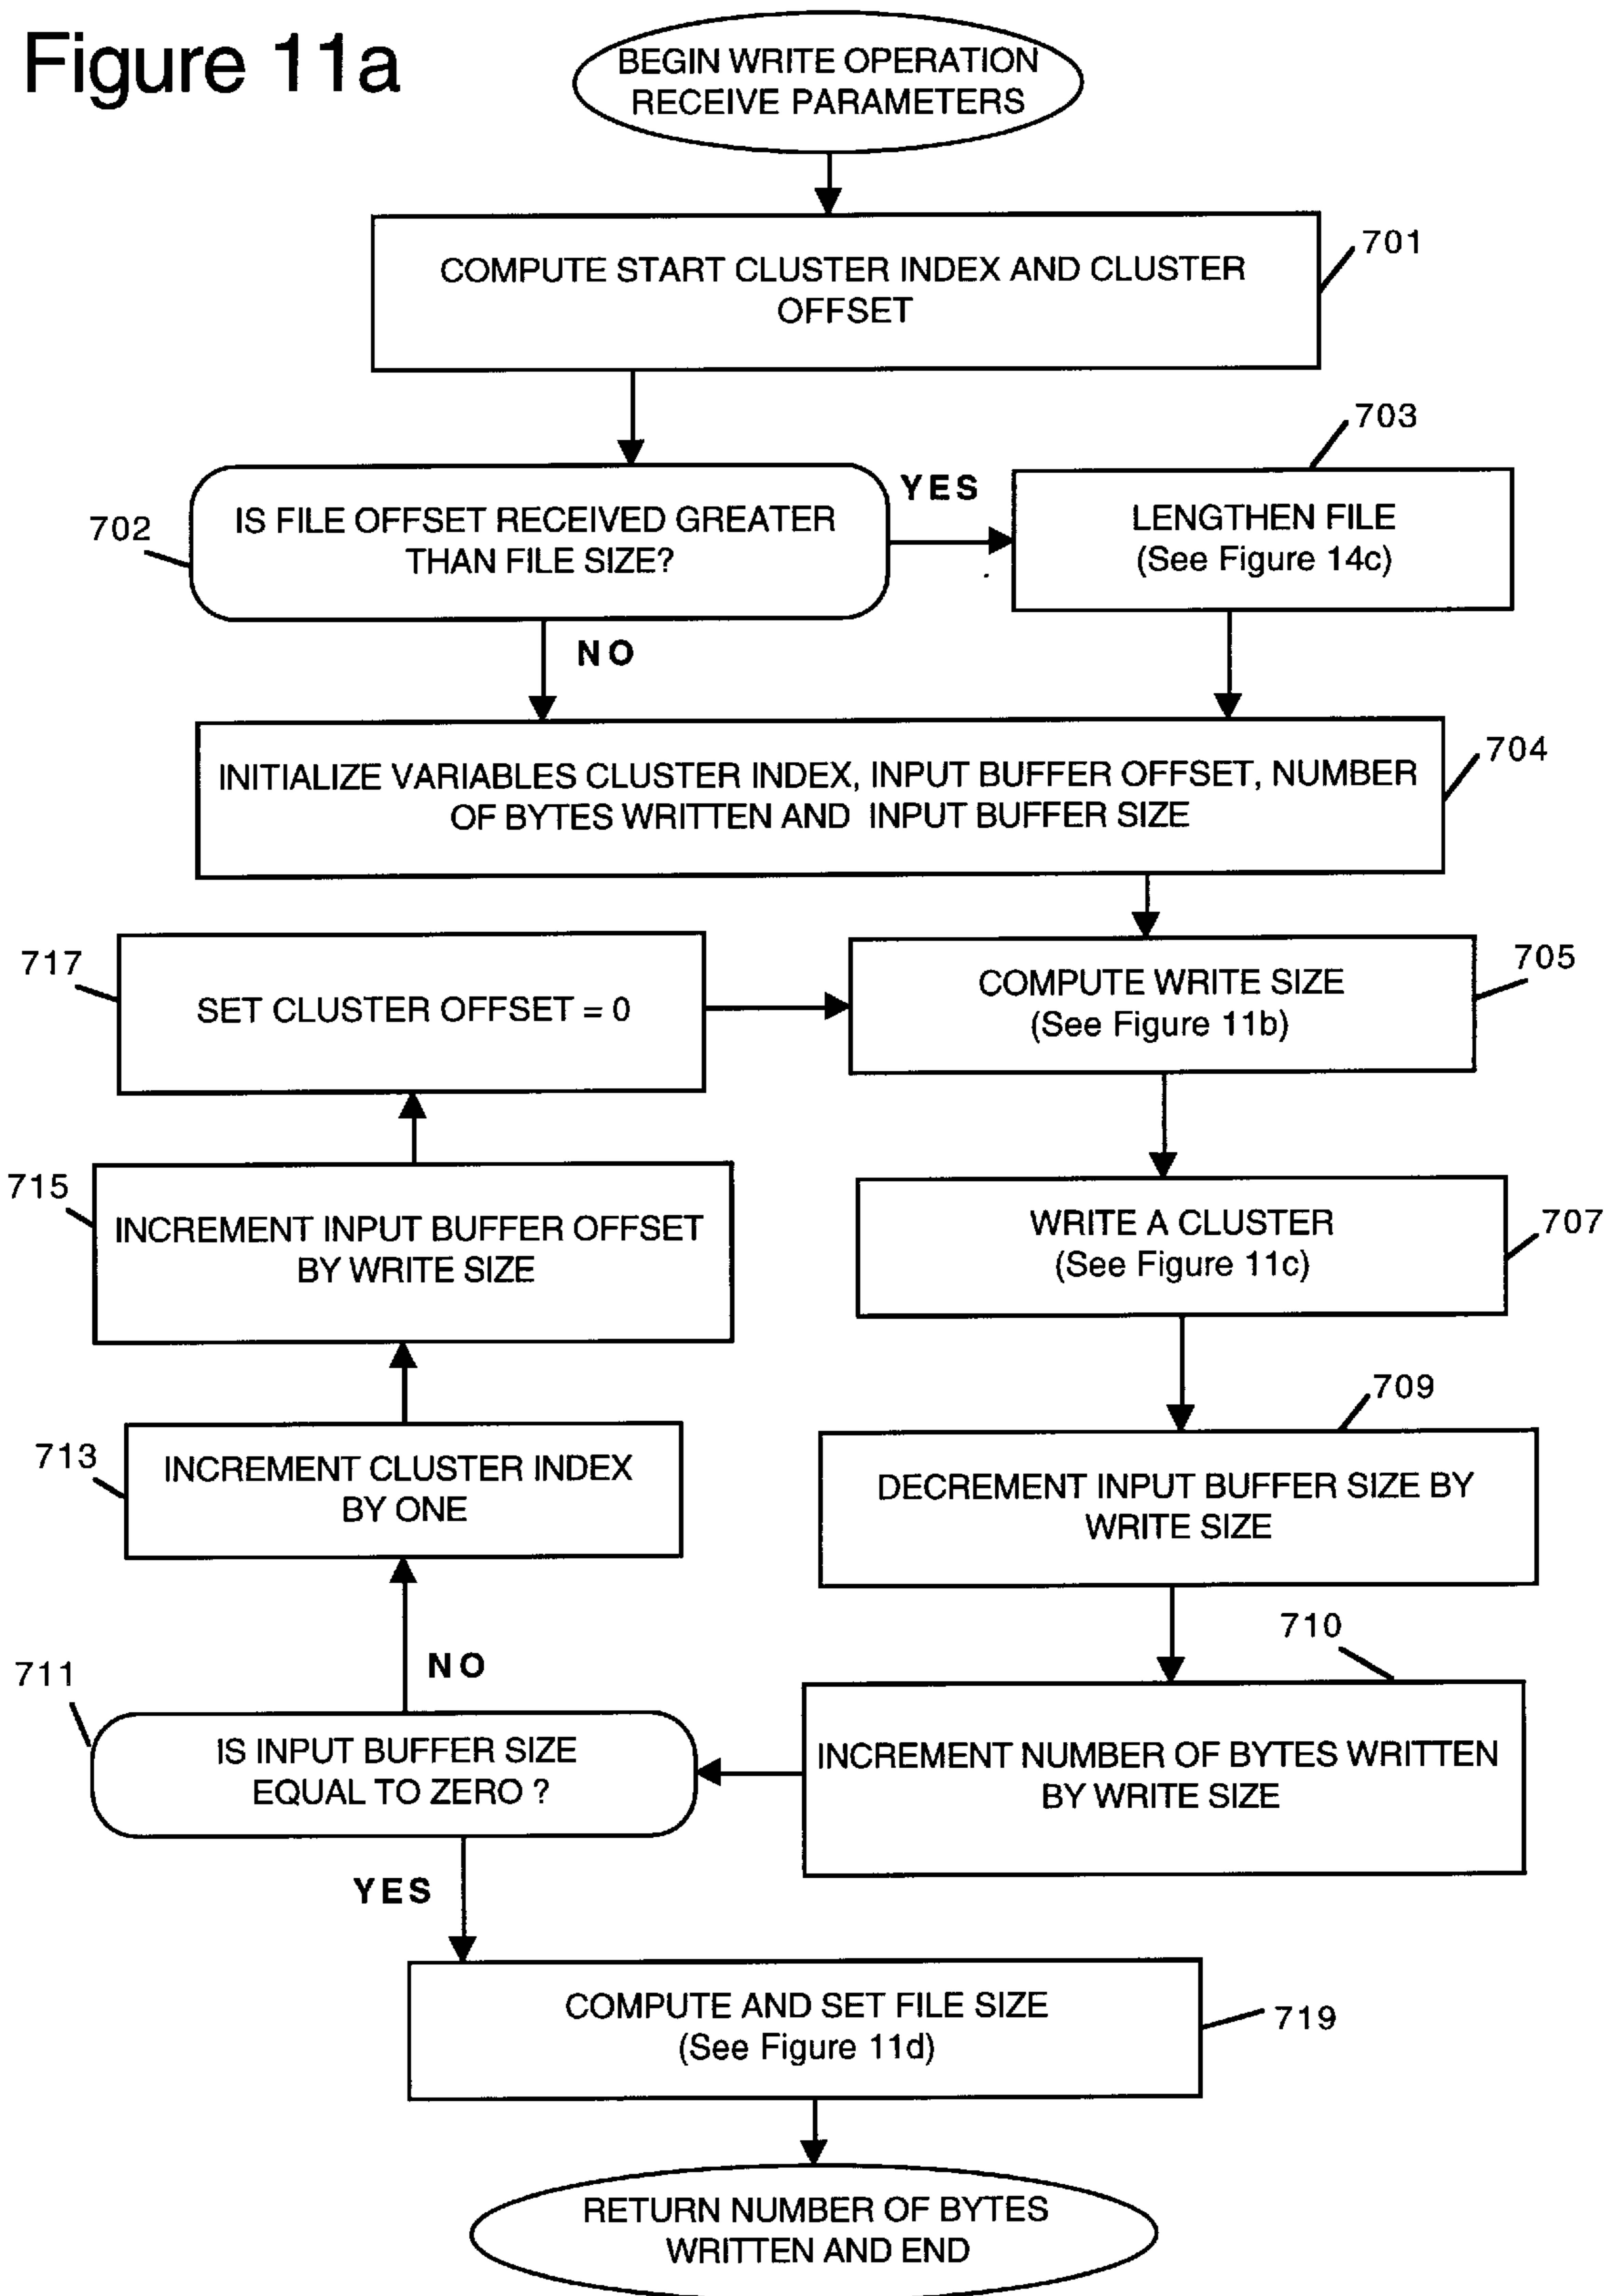 Figure 11a
BEGIN WRITE OPERATION
RECEIVE PARAMETERS
701
COMPUTE START CLUSTER INDEX AND CLUSTER
OFFSET
703
702
IS FILE OFFSET RECEIVED GREATER
THAN FILE SIZE?
YES
LENGTHEN FILE
(See Figure 14c)
NO
704
INITIALIZE VARIABLES CLUSTER INDEX, INPUT BUFFER OFFSET, NUMBER
OF BYTES WRITTEN AND INPUT BUFFER SIZE
717
SET CLUSTER OFFSET = 0
705
COMPUTE WRITE SIZE
(See Figure 11b)
715
INCREMENT INPUT BUFFER OFFSET
BY WRITE SIZE
707
WRITE A CLUSTER
(See Figure 11c)
709
713
INCREMENT CLUSTER INDEX
BY ONE
DECREMENT INPUT BUFFER SIZE BY
WRITE SIZE
710
NO
711
IS INPUT BUFFER SIZE
EQUAL TO ZERO ?
INCREMENT NUMBER OF BYTES WRITTEN
BY WRITE SIZE
YES
COMPUTE AND SET FILE SIZE
(See Figure 11d)
719
RETURN NUMBER OF BYTES
WRITTEN AND END